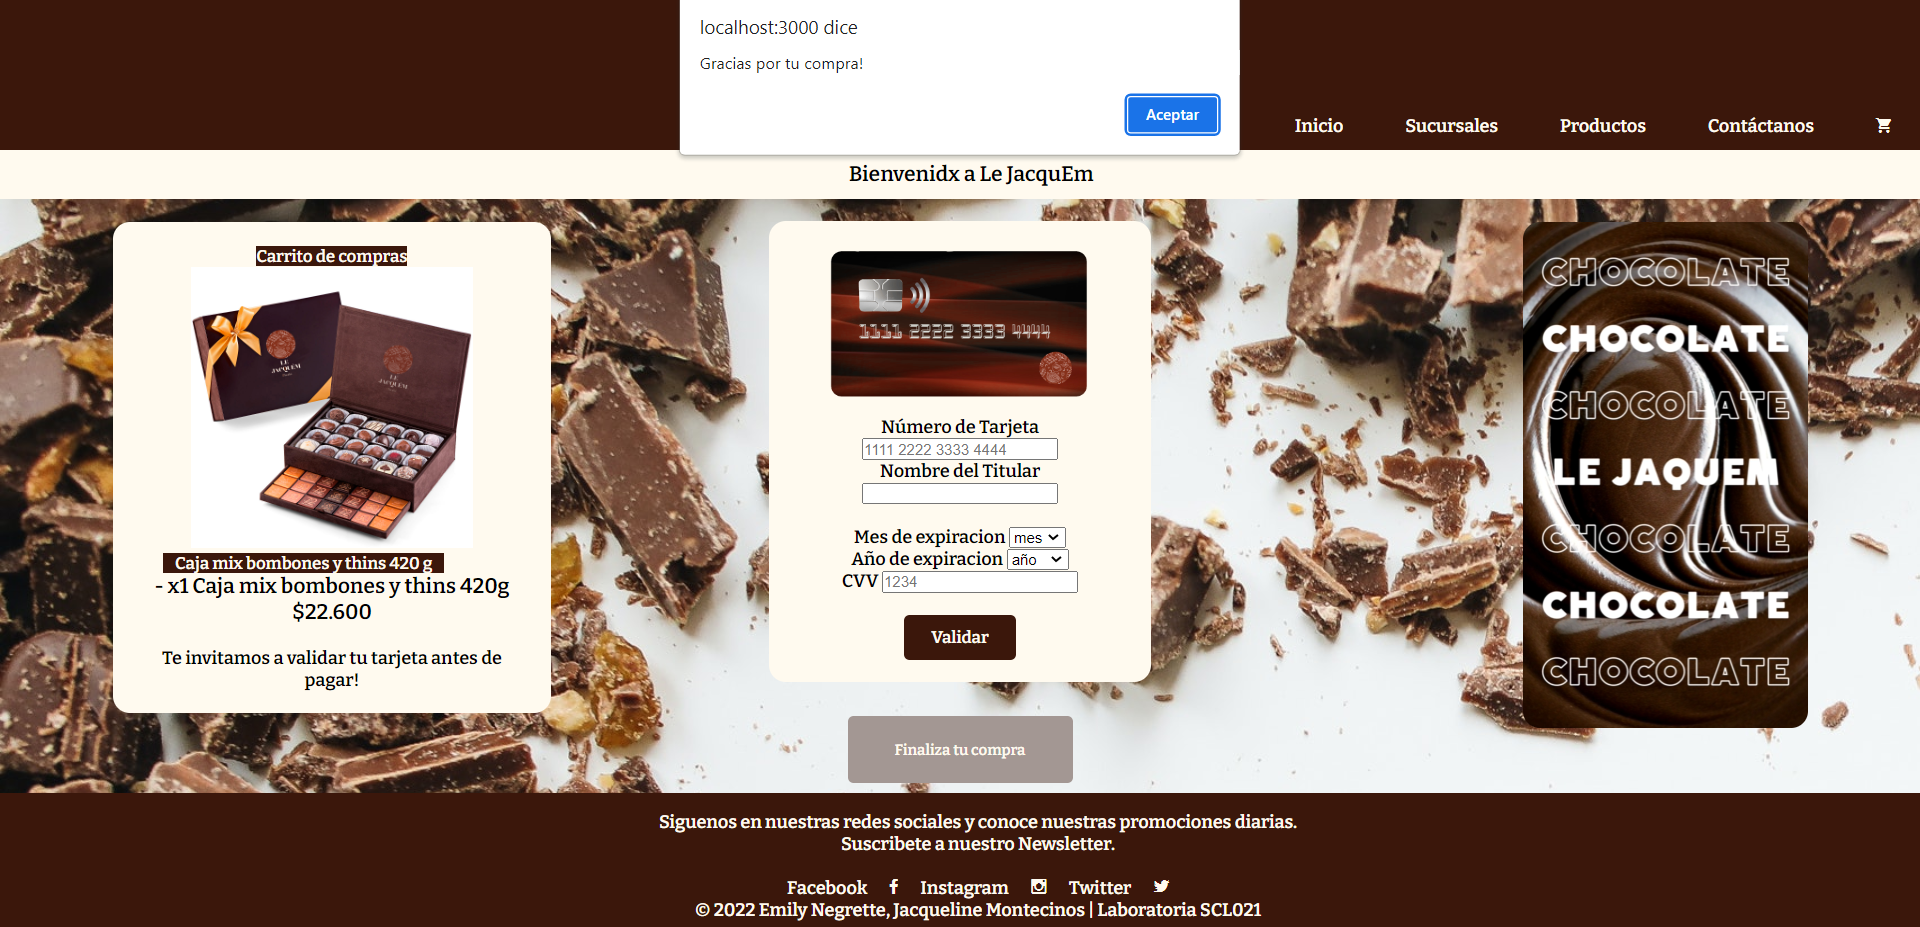 localhost:3000 dice
Gracias por tu compra!
Aceptar
Inicio Sucursales Productos Contáctanos
Bienvenidx a Le JacquEm
Carrito de compras
LE
JACQUEM
LE
JACQUEM
Caja mix bombones y thins 420 g
- x1 Caja mix bombones y thins 420g
$22.600
Te invitamos a validar tu tarjeta antes de
pagar!
1111 2222 3333 4444
Número de Tarjeta
1111 2222 3333 4444
Nombre del Titular
Mes de expiracion mes
Año de expiracion año
CVV 1234
Validar
Finaliza tu compra
CHOCOLATE
CHOCOLATE
CHOCOLATE
LE JAQUEM
CHOCOLATE
CHOCOLATE
CHOCOLATE
Siguenos en nuestras redes sociales y conoce nuestras promociones diarias.
Suscribete a nuestro Newsletter.
Facebook Instagram Twitter
© 2022 Emily Negrette, Jacqueline Montecinos | Laboratoria SCL021